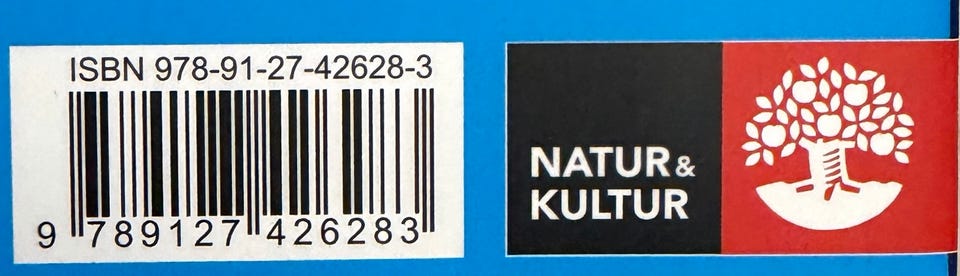 ISBN 978-91-27-42628-3
9 789127 426283
NATUR &
KULTUR